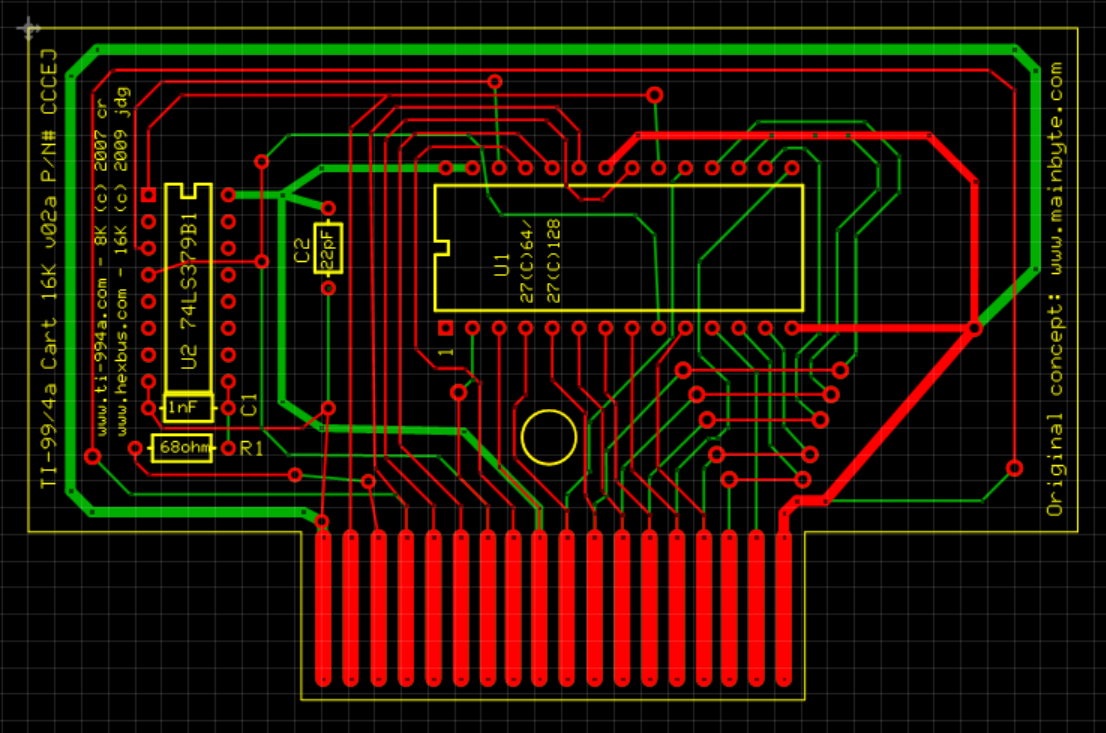 TI-99/4a Cart 16K v02a P/N# CCCEJ
www.ti-994a.com - 8K (c) 2007 cr
www.hexbus.com - 16K (c) 2009 jdg
U2 74LS379B1
1nF
C1
68ohm
R1
C2
22pF
U1
27(C)64/
27(C)128
1
Original concept: www.mainbyte.com